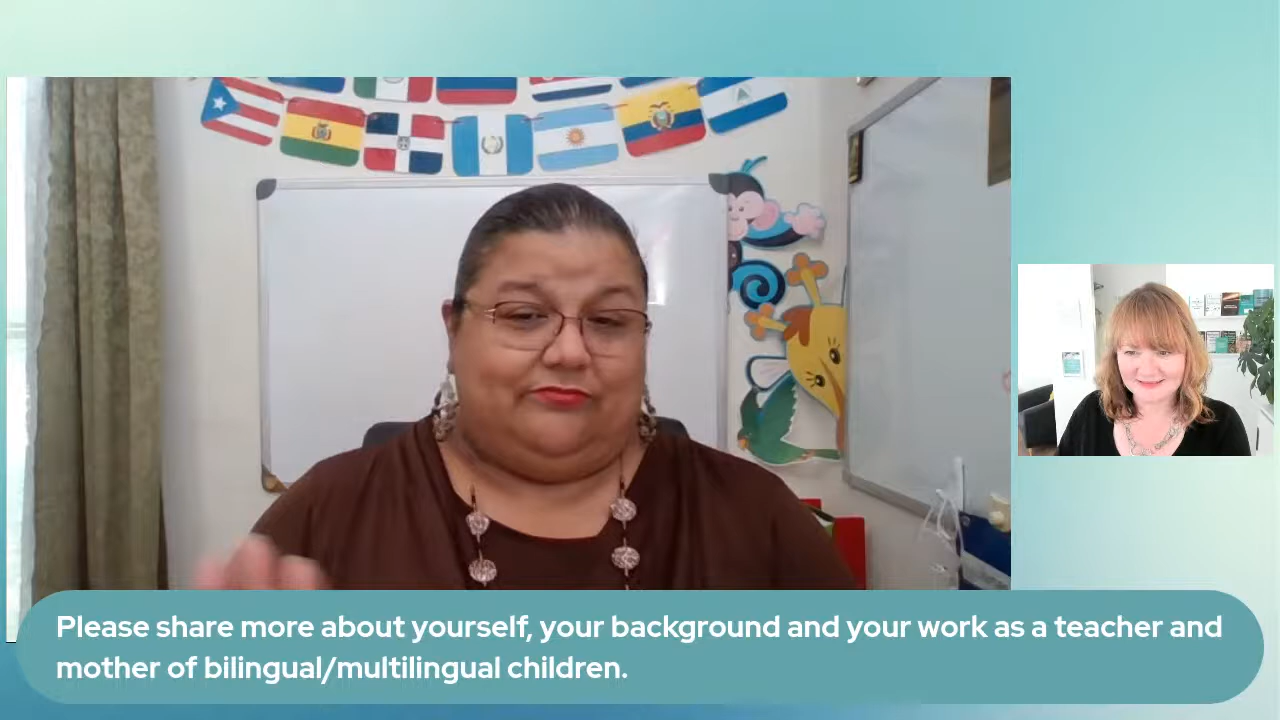 Please share more about yourself, your background and your work as a teacher and
mother of bilingual/multilingual children.